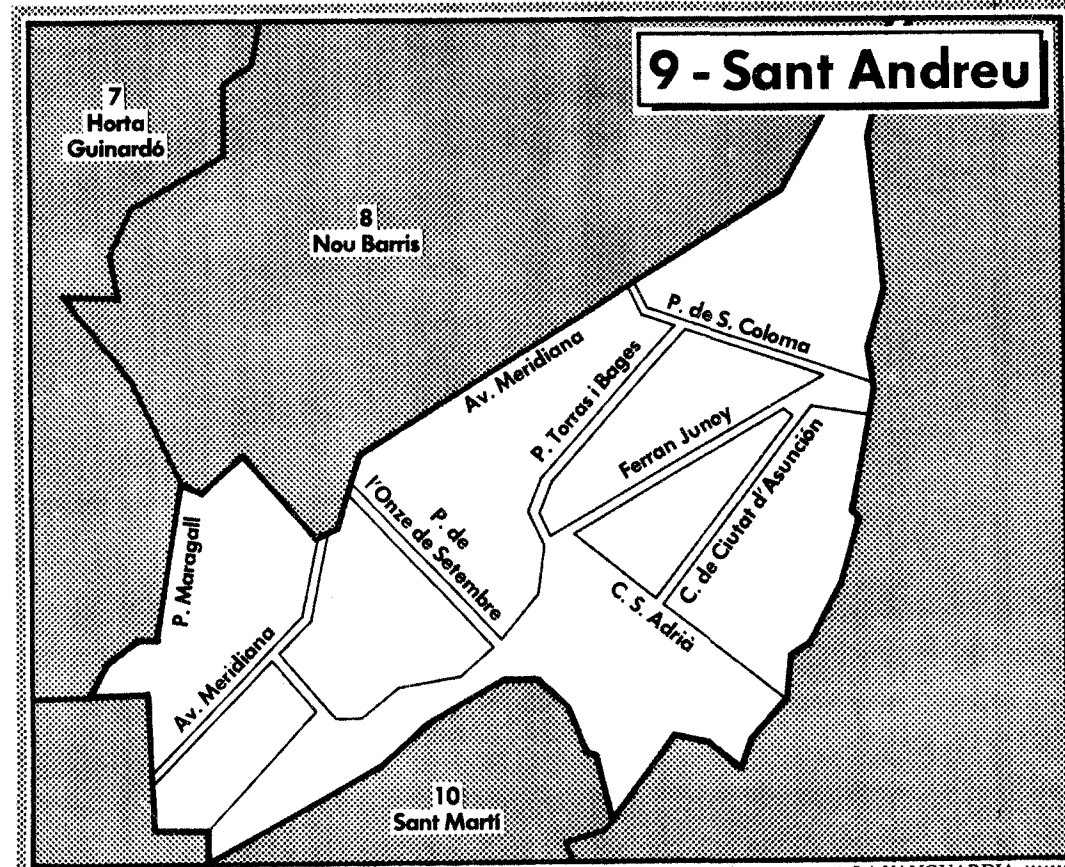 9 - Sant Andreu
7
Horta
Guinardó
8
Nou Barris
P. de S. Coloma
Av. Meridiana
P. Torras i Bages
Ferran Junoy
C. de Ciutat d'Asunción
P. de
l'Onze de Setembre
P. Maragall
C. S. Adrià
Av. Meridiana
10
Sant Martí